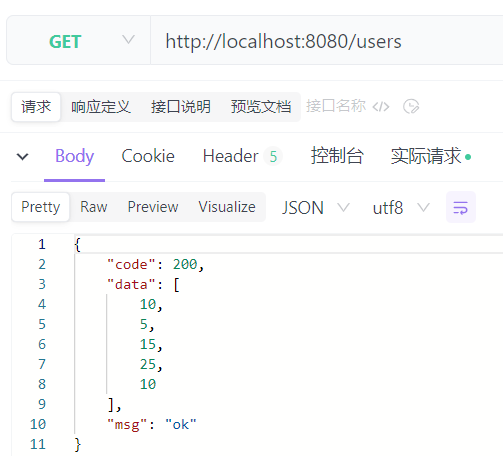 GET http://localhost:8080/users
请求 响应定义 接口说明 预览文档 接口名称 </>
Body Cookie Header 5 控制台 实际请求
Pretty Raw Preview Visualize JSON utf8
1 {
2 "code": 200,
3 "data": [
4 10,
5 5,
6 15,
7 25,
8 10
9 ],
10 "msg": "ok"
11 }